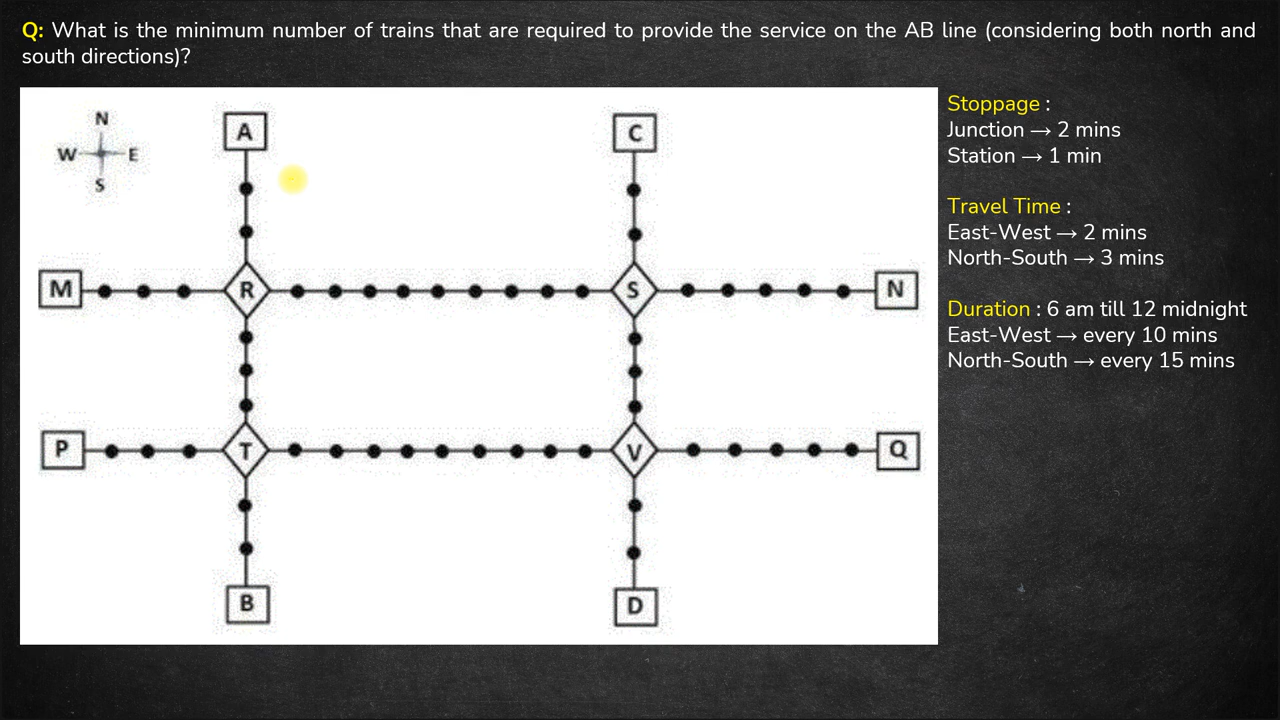 Q: What is the minimum number of trains that are required to provide the service on the AB line (considering both north and
south directions)?
N
W E
S
A
C
M
R
S
N
P
T
V
Q
B
D
Stoppage :
Junction → 2 mins
Station → 1 min
Travel Time :
East-West → 2 mins
North-South → 3 mins
Duration : 6 am till 12 midnight
East-West → every 10 mins
North-South → every 15 mins